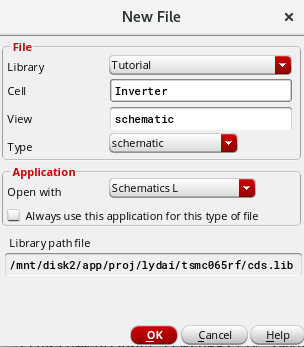 New File
File
Library Tutorial
Cell Inverter
View schematic
Type schematic
Application
Open with Schematics L
Always use this application for this type of file
Library path file
/mnt/disk2/app/proj/lydai/tsmc065rf/cds.lib
OK Cancel Help